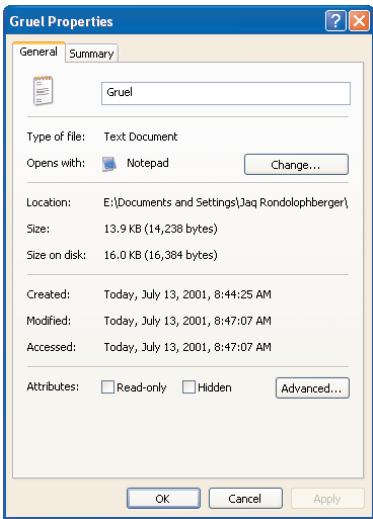 Gruel Properties
General Summary
Gruel
Type of file: Text Document
Opens with: Notepad Change...
Location: E:\Documents and Settings\Jaq Rondolophberger\
Size: 13.9 KB (14,238 bytes)
Size on disk: 16.0 KB (16,384 bytes)
Created: Today, July 13, 2001, 8:44:25 AM
Modified: Today, July 13, 2001, 8:47:07 AM
Accessed: Today, July 13, 2001, 8:47:07 AM
Attributes: Read-only Hidden Advanced...
OK Cancel Apply